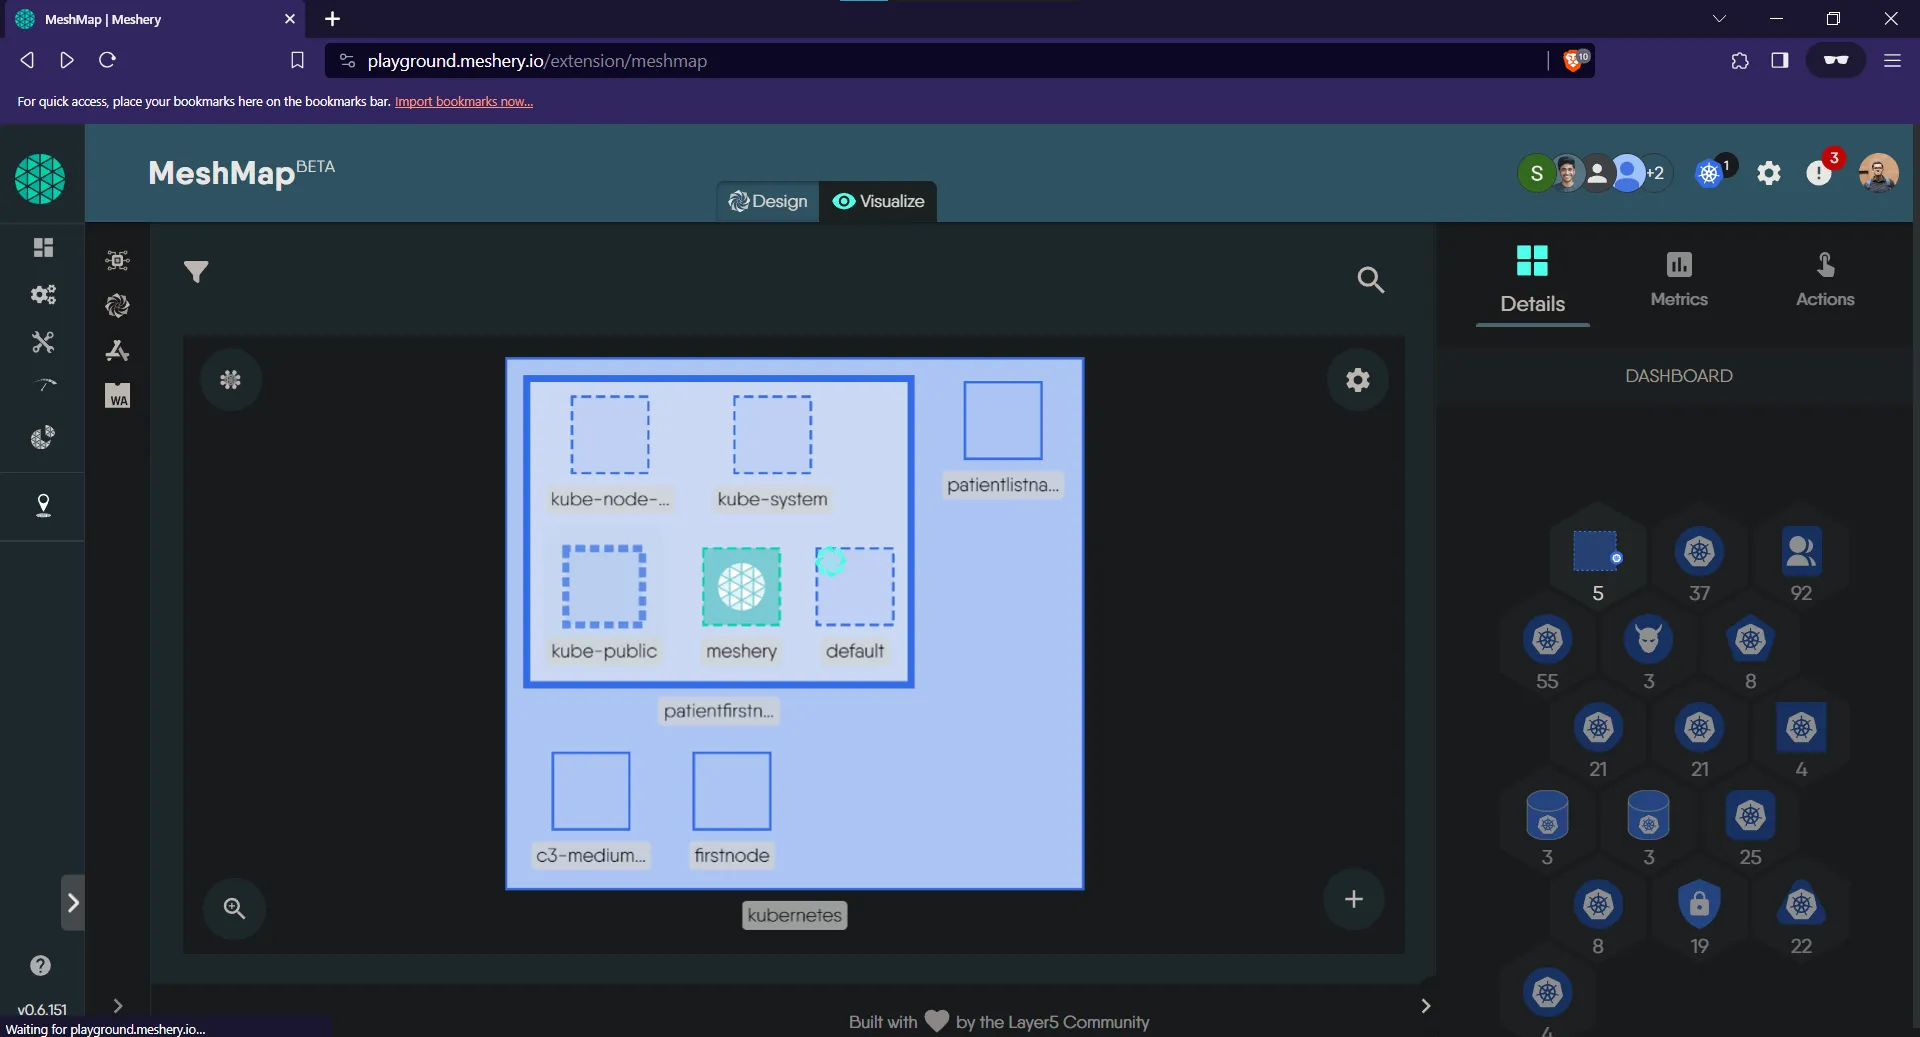 MeshMap | Meshery
playground.meshery.io/extension/meshmap
10
For quick access, place your bookmarks here on the bookmarks bar. Import bookmarks now...
MeshMap BETA
Design
Visualize
S
+2
1
3
WA
Details
Metrics
Actions
DASHBOARD
kube-node-...
kube-system
patientlistna...
kube-public
meshery
default
patientfirstn...
c3-medium...
firstnode
kubernetes
5
37
92
55
3
8
21
21
4
3
3
25
8
19
22
4
v0.6.151
Waiting for playground.meshery.io...
Built with by the Layer5 Community